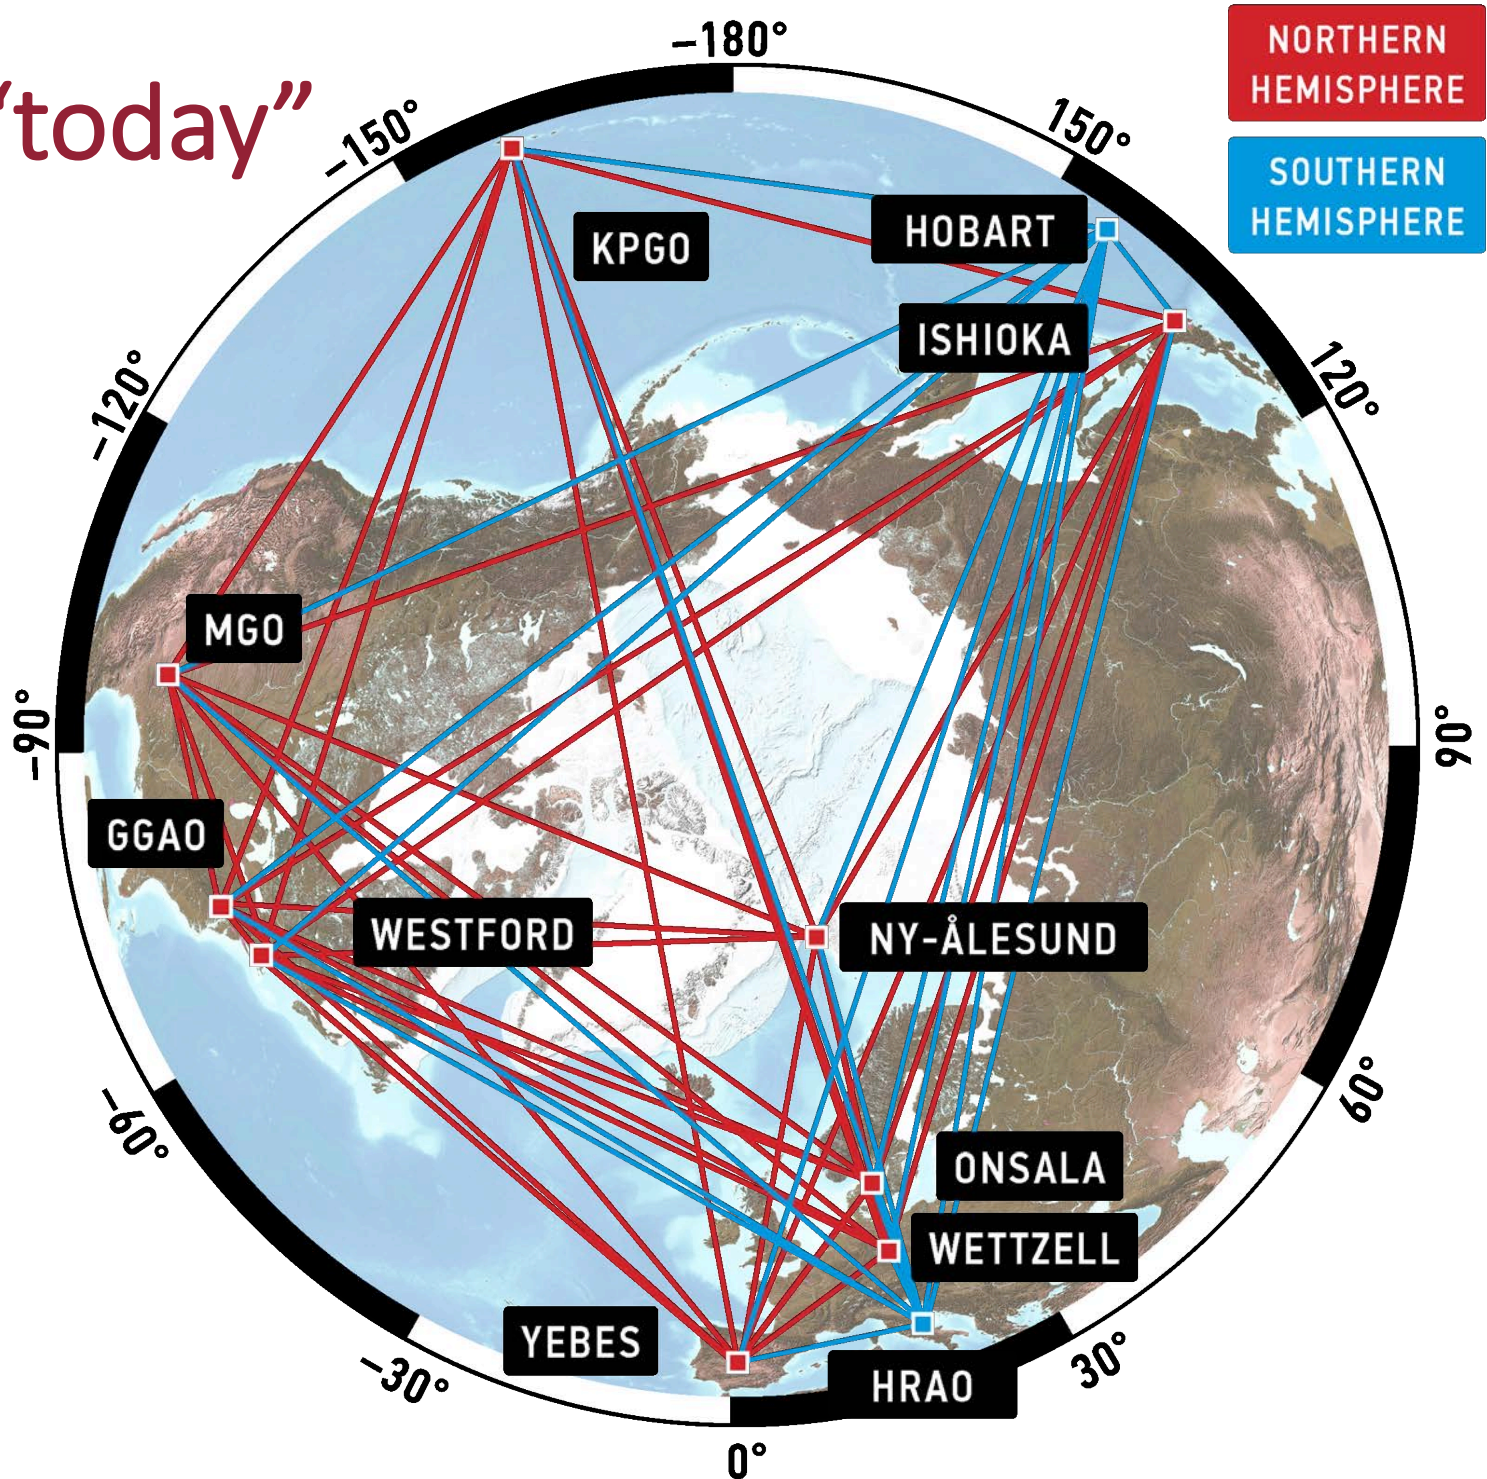 “today”
NORTHERN
HEMISPHERE
SOUTHERN
HEMISPHERE
–180°
–150°
150°
KPGO
HOBART
ISHIOKA
–120°
120°
MGO
–90°
90°
GGAO
WESTFORD
NY-ÅLESUND
–60°
60°
ONSALA
WETTZELL
YEBES
HRAO
–30°
30°
0°